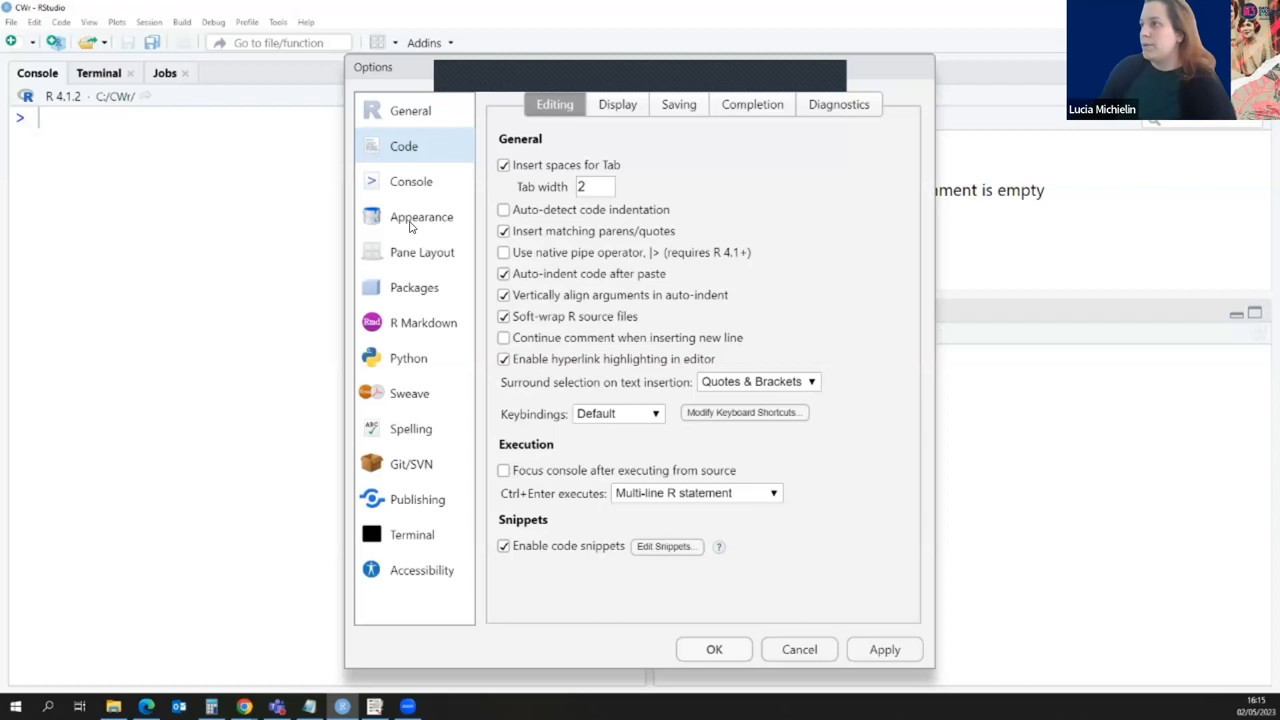 CWr - RStudio
File Edit Code View Plots Session Build Debug Profile Tools Help
Go to file/function Addins
Console Terminal Jobs
R 4.1.2 · C:/CWr/
>
Options
General
Code
Console
Appearance
Pane Layout
Packages
Rmd R Markdown
Python
Sweave
ABC Spelling
Git/SVN
Publishing
Terminal
Accessibility
Editing Display Saving Completion Diagnostics
General
Insert spaces for Tab
Tab width 2
Auto-detect code indentation
Insert matching parens/quotes
Use native pipe operator, |> (requires R 4.1+)
Auto-indent code after paste
Vertically align arguments in auto-indent
Soft-wrap R source files
Continue comment when inserting new line
Enable hyperlink highlighting in editor
Surround selection on text insertion: Quotes & Brackets
Keybindings: Default Modify Keyboard Shortcuts...
Execution
Focus console after executing from source
Ctrl+Enter executes: Multi-line R statement
Snippets
Enable code snippets Edit Snippets... ?
OK Cancel Apply
Lucia Michielin
nment is empty
16:15
02/05/2023